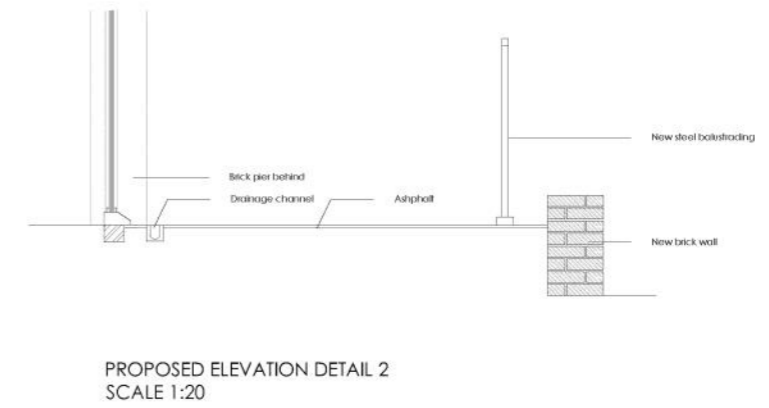 New steel balustrading
Brick pier behind
Drainage channel
Ashphalt
New brick wall
PROPOSED ELEVATION DETAIL 2
SCALE 1:20